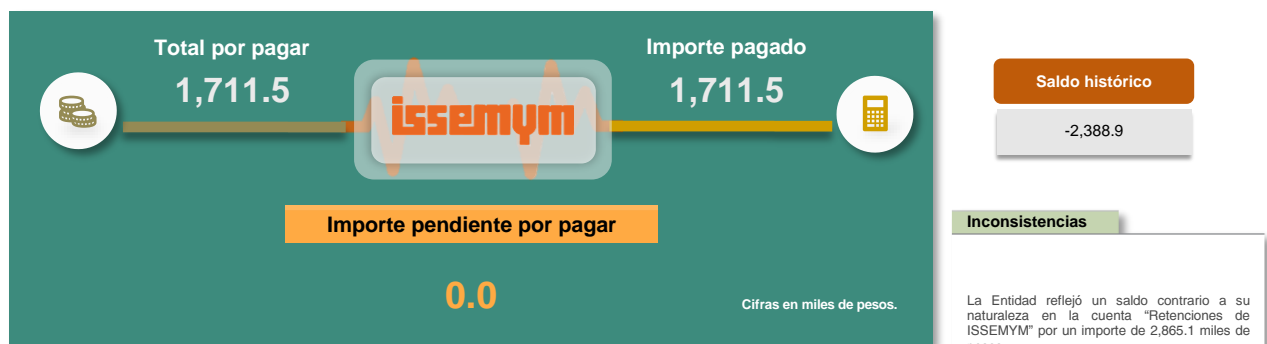 Total por pagar
1,711.5
issemym
Importe pagado
1,711.5
Importe pendiente por pagar
0.0
Cifras en miles de pesos.
Saldo histórico
-2,388.9
Inconsistencias
La Entidad reflejó un saldo contrario a su
naturaleza en la cuenta “Retenciones de
ISSEMYM” por un importe de 2,865.1 miles de